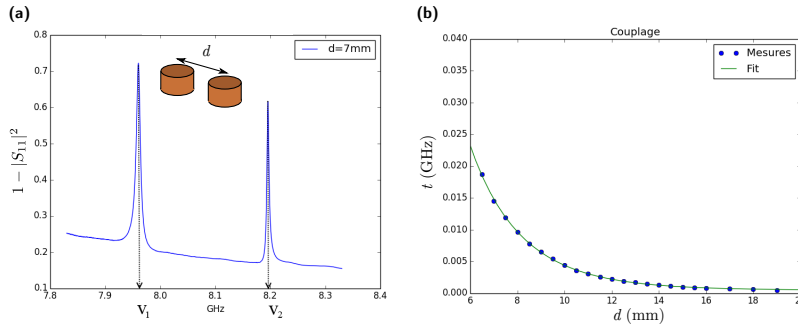 (a)
d=7mm
d
1 − |S₁₁|²
0.8
0.7
0.6
0.5
0.4
0.3
0.2
0.1
7.8 7.9 8.0 8.1 8.2 8.3 8.4
GHz
ν₁ ν₂
(b)
Couplage
Mesures
Fit
t (GHz)
0.040
0.035
0.030
0.025
0.020
0.015
0.010
0.005
0.000
6 8 10 12 14 16 18 20
d (mm)